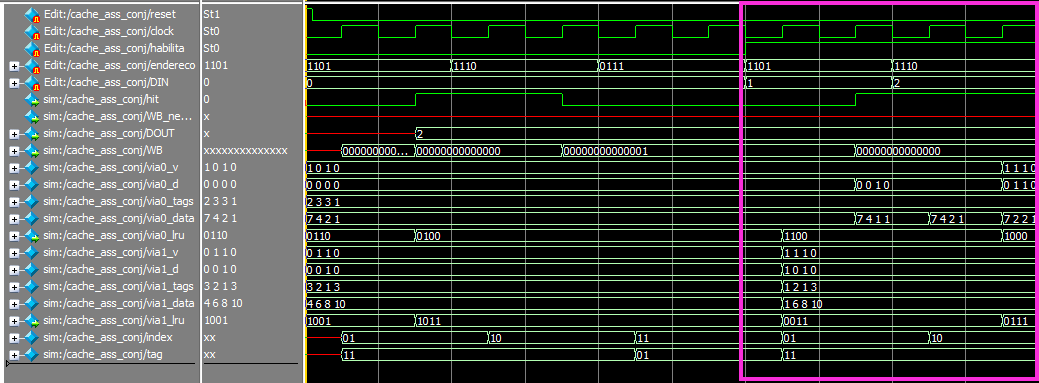 Edit:/cache_ass_conj/reset St1
Edit:/cache_ass_conj/clock St0
Edit:/cache_ass_conj/habilita St0
Edit:/cache_ass_conj/endereco 1101 1101 1110 0111 1101 1110
Edit:/cache_ass_conj/DIN 0 0 1 2
sim:/cache_ass_conj/hit 0
sim:/cache_ass_conj/WB_ne... x
sim:/cache_ass_conj/DOUT x 2
sim:/cache_ass_conj/WB xxxxxxxxxxxxxx 000000000... 00000000000000 00000000000001 00000000000000
sim:/cache_ass_conj/via0_v 1 0 1 0 1 0 1 0 1 1 1 0
sim:/cache_ass_conj/via0_d 0 0 0 0 0 0 0 0 0 0 1 0 0 1 1 0
sim:/cache_ass_conj/via0_tags 2 3 3 1 2 3 3 1
sim:/cache_ass_conj/via0_data 7 4 2 1 7 4 2 1 7 4 1 1 7 4 2 1 7 2 2 1
sim:/cache_ass_conj/via0_lru 0110 0110 0100 1100 1000
sim:/cache_ass_conj/via1_v 0 1 1 0 0 1 1 0 1 1 1 0
sim:/cache_ass_conj/via1_d 0 0 1 0 0 0 1 0 1 0 1 0
sim:/cache_ass_conj/via1_tags 3 2 1 3 3 2 1 3 1 2 1 3
sim:/cache_ass_conj/via1_data 4 6 8 10 4 6 8 10 1 6 8 10
sim:/cache_ass_conj/via1_lru 1001 1001 1011 0011 0111
sim:/cache_ass_conj/index xx 01 10 11 01 10
sim:/cache_ass_conj/tag xx 11 01 11